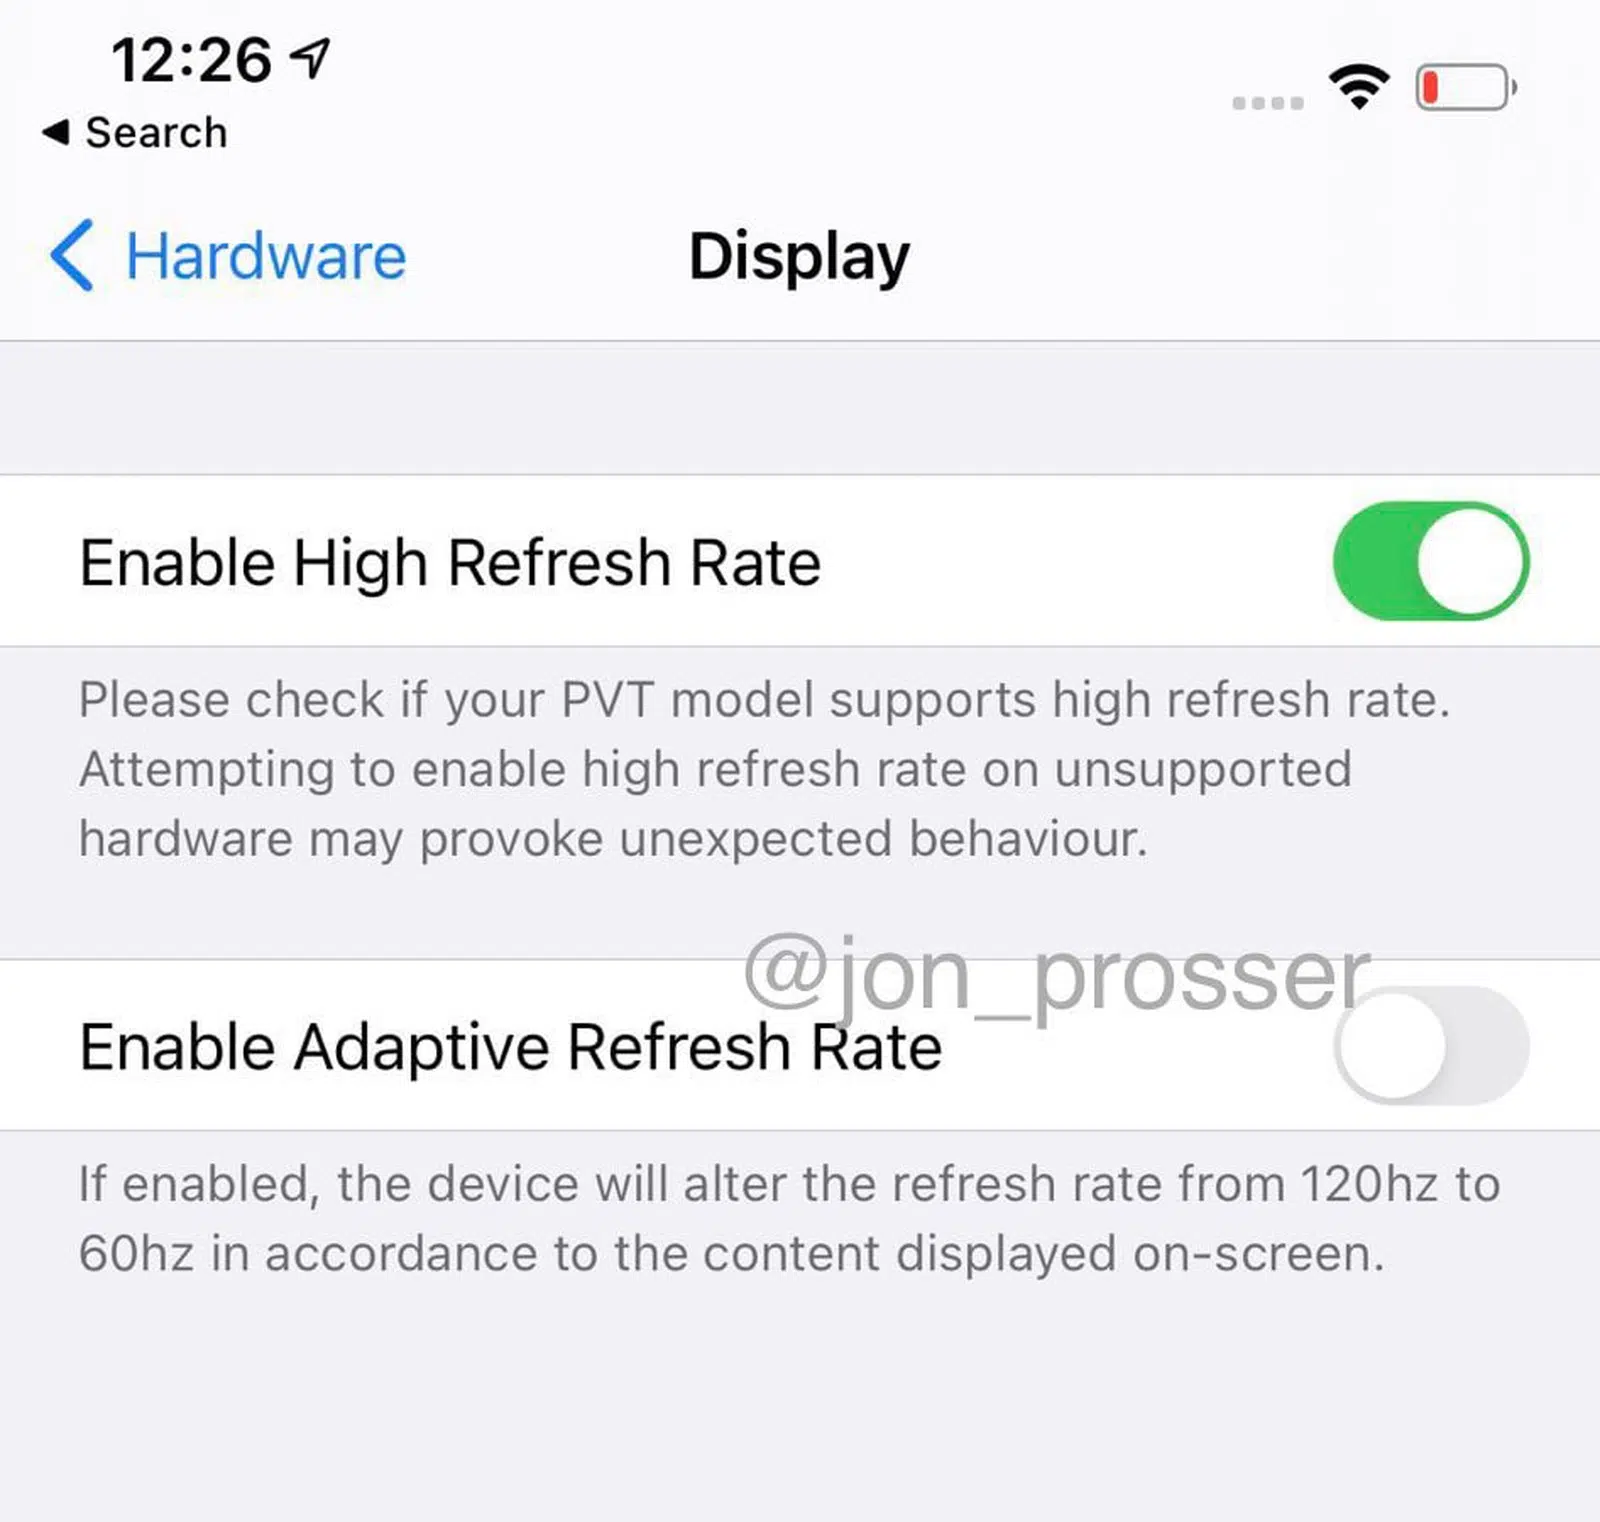 12:26
Search
Hardware
Display
Enable High Refresh Rate
Please check if your PVT model supports high refresh rate.
Attempting to enable high refresh rate on unsupported
hardware may provoke unexpected behaviour.
@jon_prosser
Enable Adaptive Refresh Rate
If enabled, the device will alter the refresh rate from 120hz to
60hz in accordance to the content displayed on-screen.